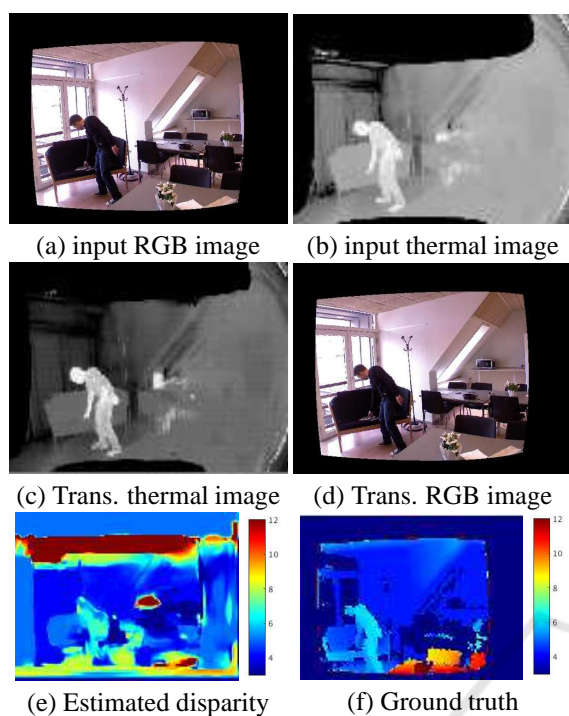 (a) input RGB image (b) input thermal image
(c) Trans. thermal image (d) Trans. RGB image
12 12
10 10
8 8
6 6
4 4
(e) Estimated disparity (f) Ground truth